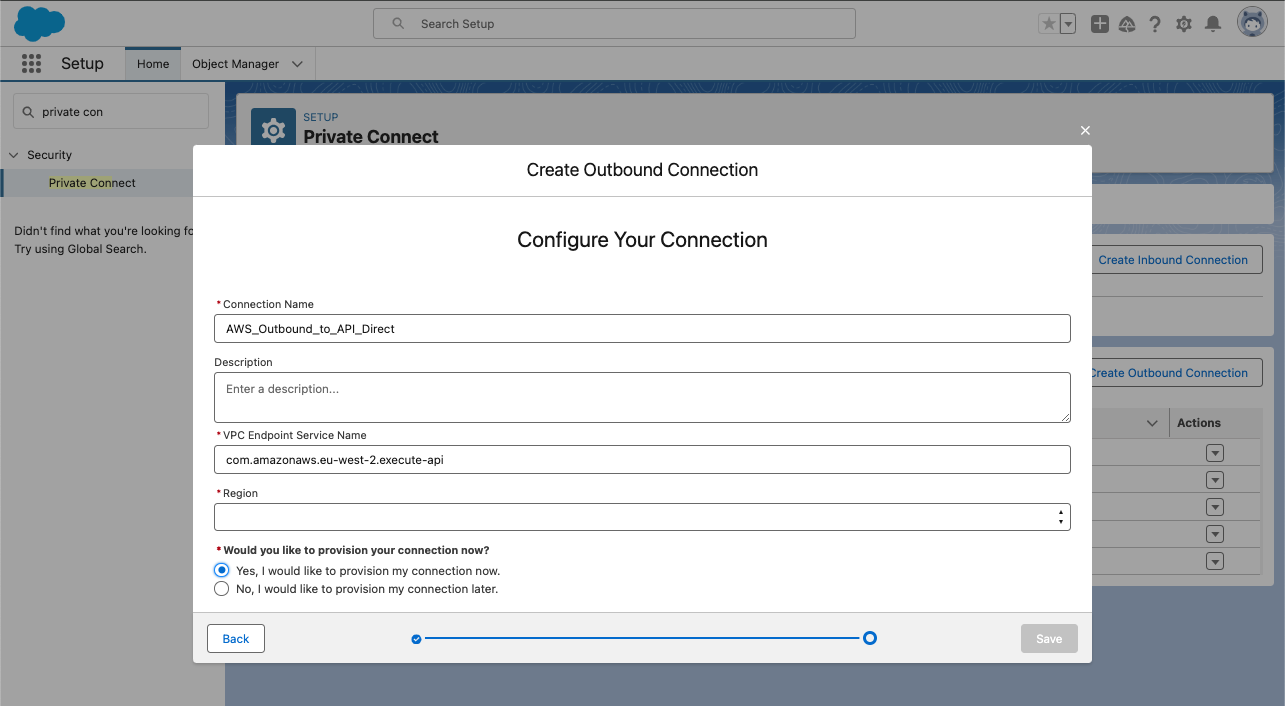 Search Setup
Setup
Home
Object Manager
private con
Security
Private Connect
Didn't find what you're looking fo
Try using Global Search.
SETUP
Private Connect
Create Inbound Connection
Create Outbound Connection
Actions
Create Outbound Connection
Configure Your Connection
* Connection Name
AWS_Outbound_to_API_Direct
Description
Enter a description...
* VPC Endpoint Service Name
com.amazonaws.eu-west-2.execute-api
* Region
* Would you like to provision your connection now?
Yes, I would like to provision my connection now.
No, I would like to provision my connection later.
Back
Save